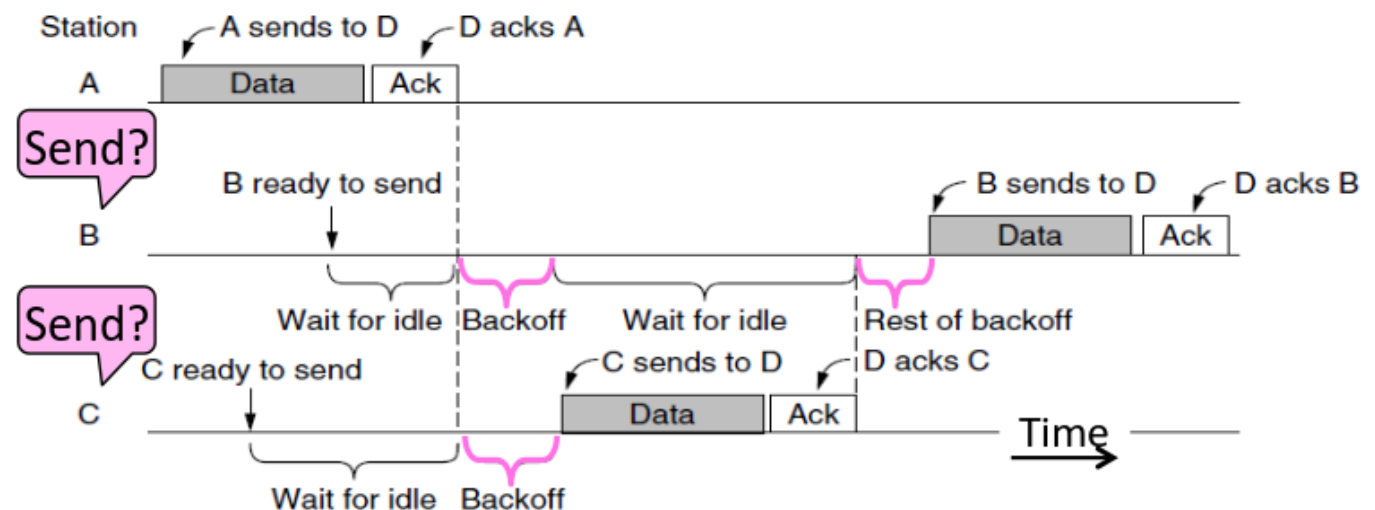 Station
A sends to D
D acks A
A
Data
Ack
Send?
B ready to send
B sends to D
D acks B
B
Data
Ack
Wait for idle
Backoff
Wait for idle
Rest of backoff
Send?
C ready to send
C sends to D
D acks C
C
Data
Ack
Time
Wait for idle
Backoff